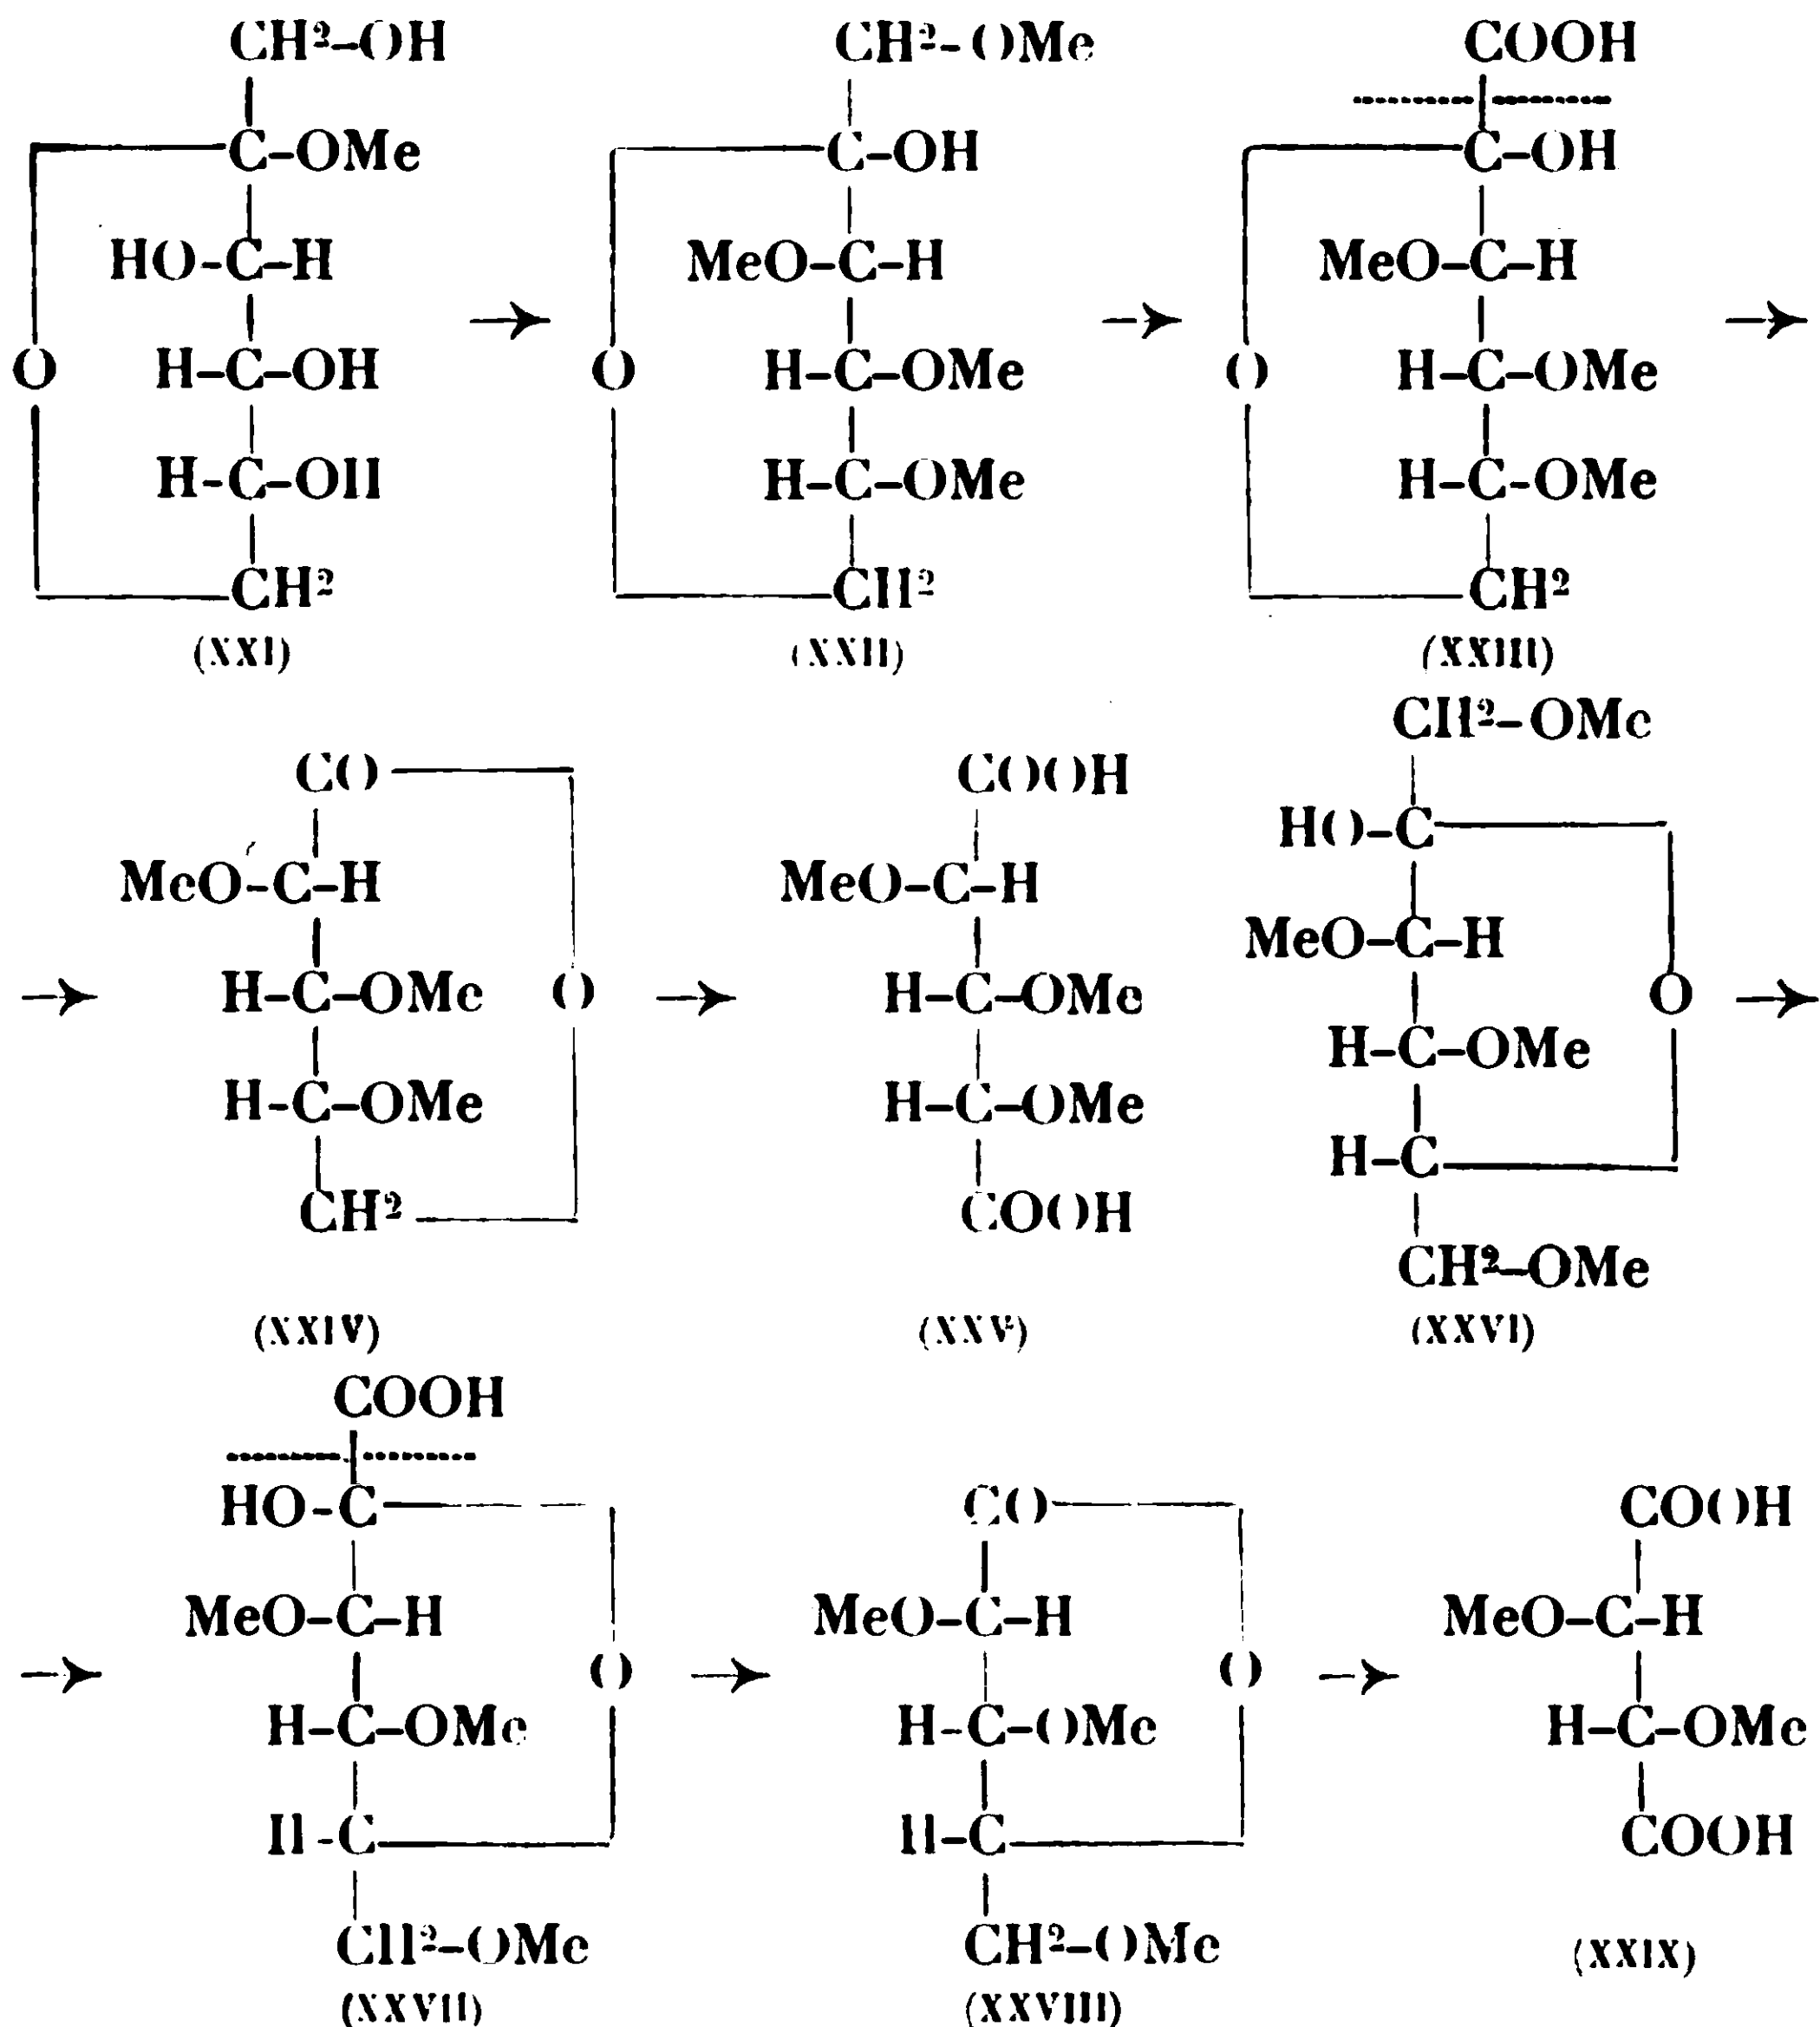 CH²-OH CH²-OMe COOH
C-OMe C-OH C-OH
HO-C-H MeO-C-H MeO-C-H
→ → →
O H-C-OH O H-C-OMe O H-C-OMe
H-C-OH H-C-OMe H-C-OMe
CH² CH² CH²
(XXI) (XXII) (XXIII)
CH²-OMe
CO COOH
HO-C
MeO-C-H MeO-C-H
MeO-C-H
→ H-C-OMe O → H-C-OMe O →
H-C-OMe
H-C-OMe H-C-OMe
H-C
CH² COOH
CH²-OMe
(XXIV) (XXV) (XXVI)
COOH
HO-C CO COOH
MeO-C-H MeO-C-H MeO-C-H
→ O → O →
H-C-OMe H-C-OMe H-C-OMe
H-C H-C COOH
CH²-OMe CH²-OMe
(XXVII) (XXVIII) (XXIX)